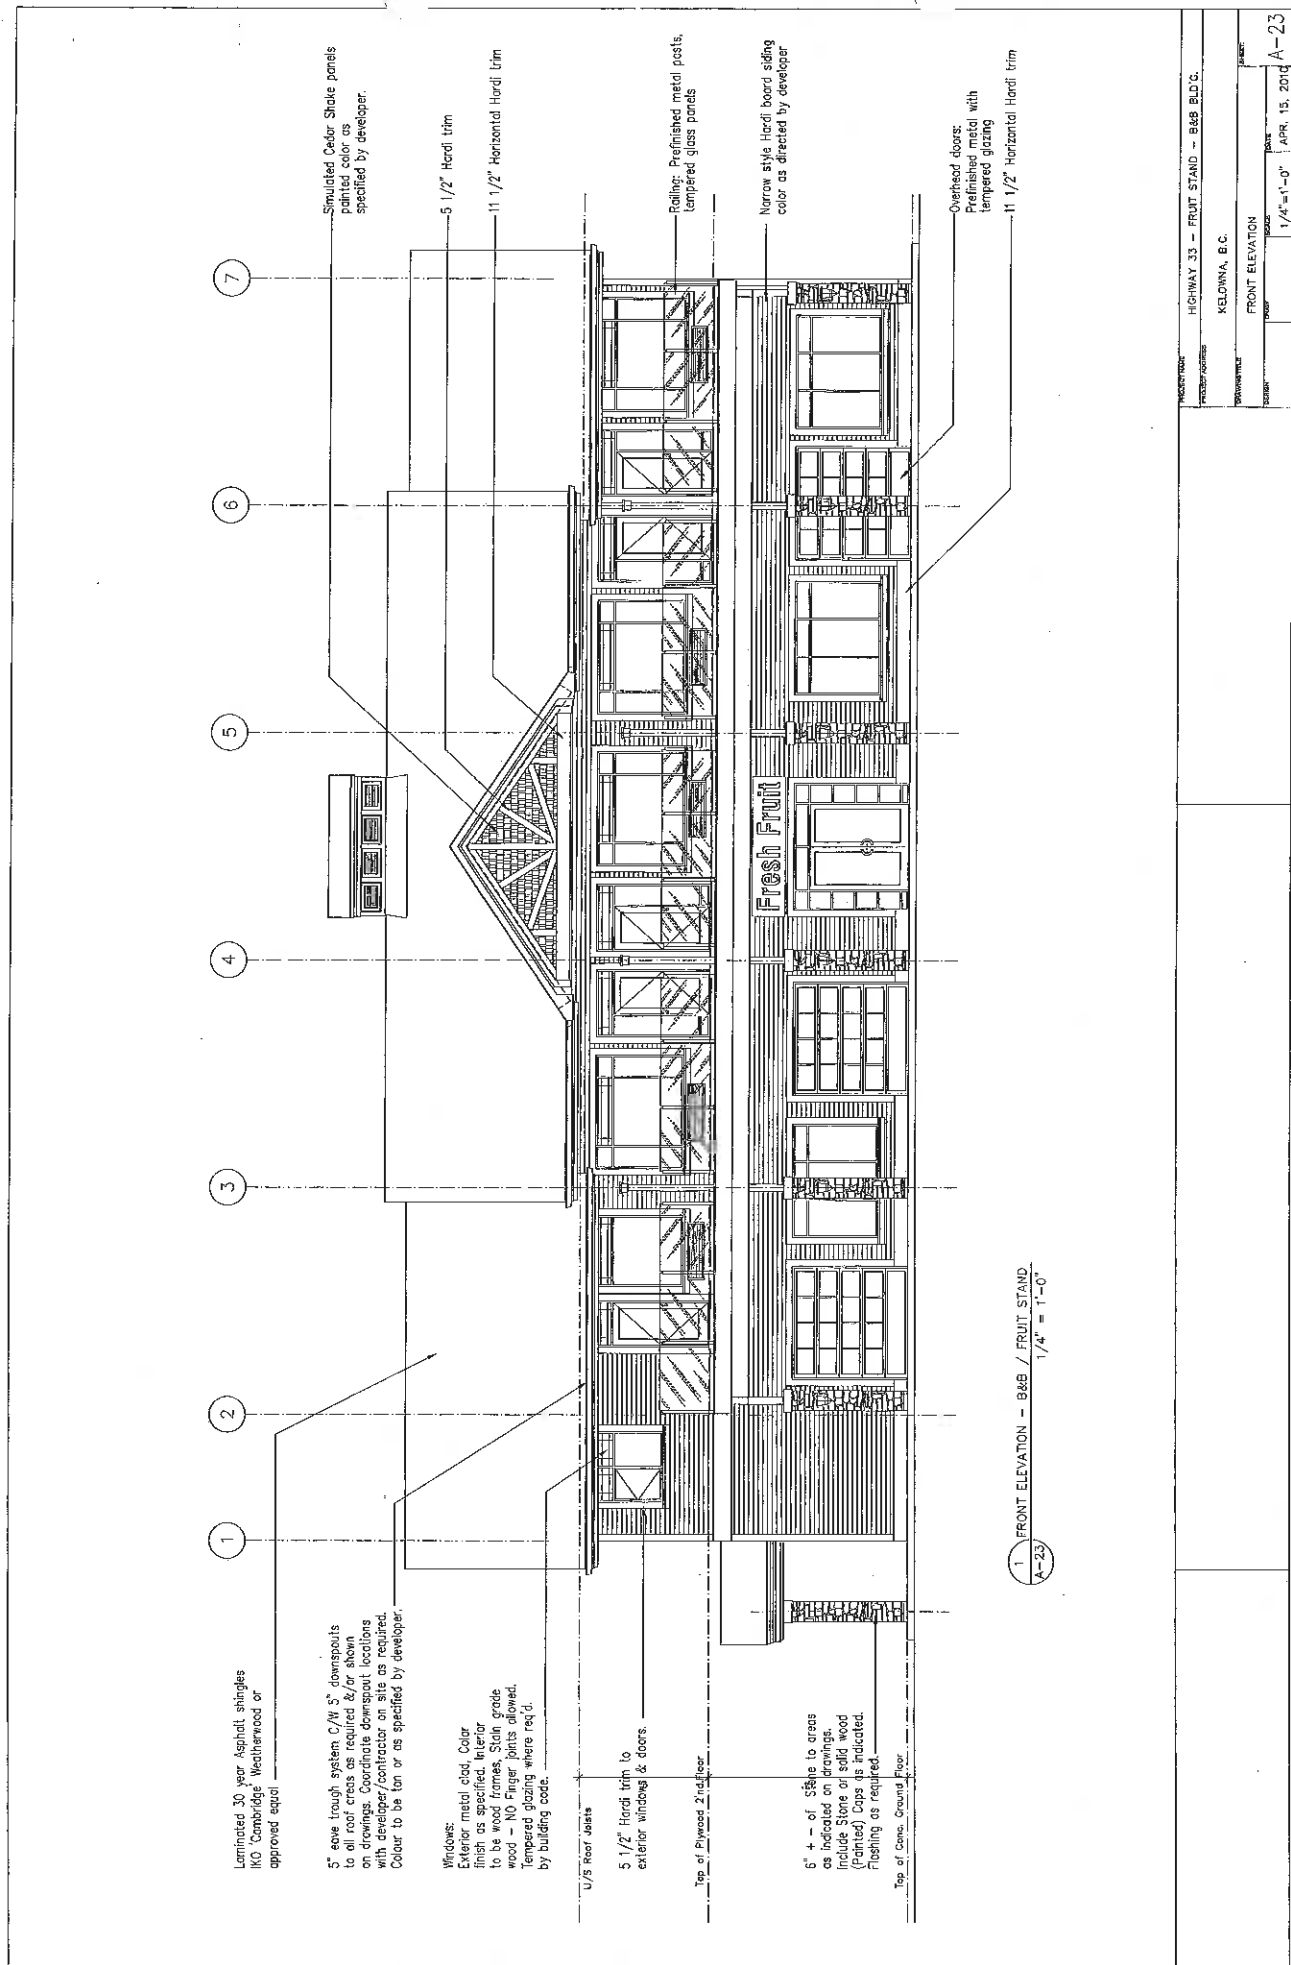 Laminated 30 year Asphalt shingles
IKO 'Cambridge' Weatherwood or
approved equal
5" eave trough system C/W 5" downspouts
to all roof areas as required &/or shown
on drawings. Coordinate downspout locations
with developer/contractor on site as required.
Colour to be tan or as specified by developer.
Windows:
Exterior metal clad, Color
finish as specified. Interior
to be wood frames, Stain grade
wood - NO Finger joints allowed.
Tempered glazing where req'd.
by building code.
U/S Roof Joists
5 1/2" Hardi trim to
exterior windows & doors.
Top of Plywood 2'nd.Floor
6" + - of Stone to areas
as indicated on drawings.
Include Stone or solid wood
(Painted) Caps as indicated.
Flashing as required.
Top of Conc. Ground Floor
1
2
3
4
5
6
7
Simulated Cedar Shake panels
painted color as
specified by developer.
5 1/2" Hardi trim
11 1/2" Horizontal Hardi trim
Railing: Prefinished metal posts,
tempered glass panels
Narrow style Hardi board siding
color as directed by developer
Overhead doors:
Prefinished metal with
tempered glazing
11 1/2" Horizontal Hardi trim
Fresh Fruit
1
A-23
FRONT ELEVATION - B&B / FRUIT STAND
1/4" = 1'-0"
PROJECT NAME
HIGHWAY 33 - FRUIT STAND - B&B BLD'G.
PROJECT ADDRESS
KELOWNA, B.C.
DRAWING TITLE
FRONT ELEVATION
DESIGN
SCALE
1/4"=1'-0"
DATE
APR. 15, 2010
SHEET:
A-23